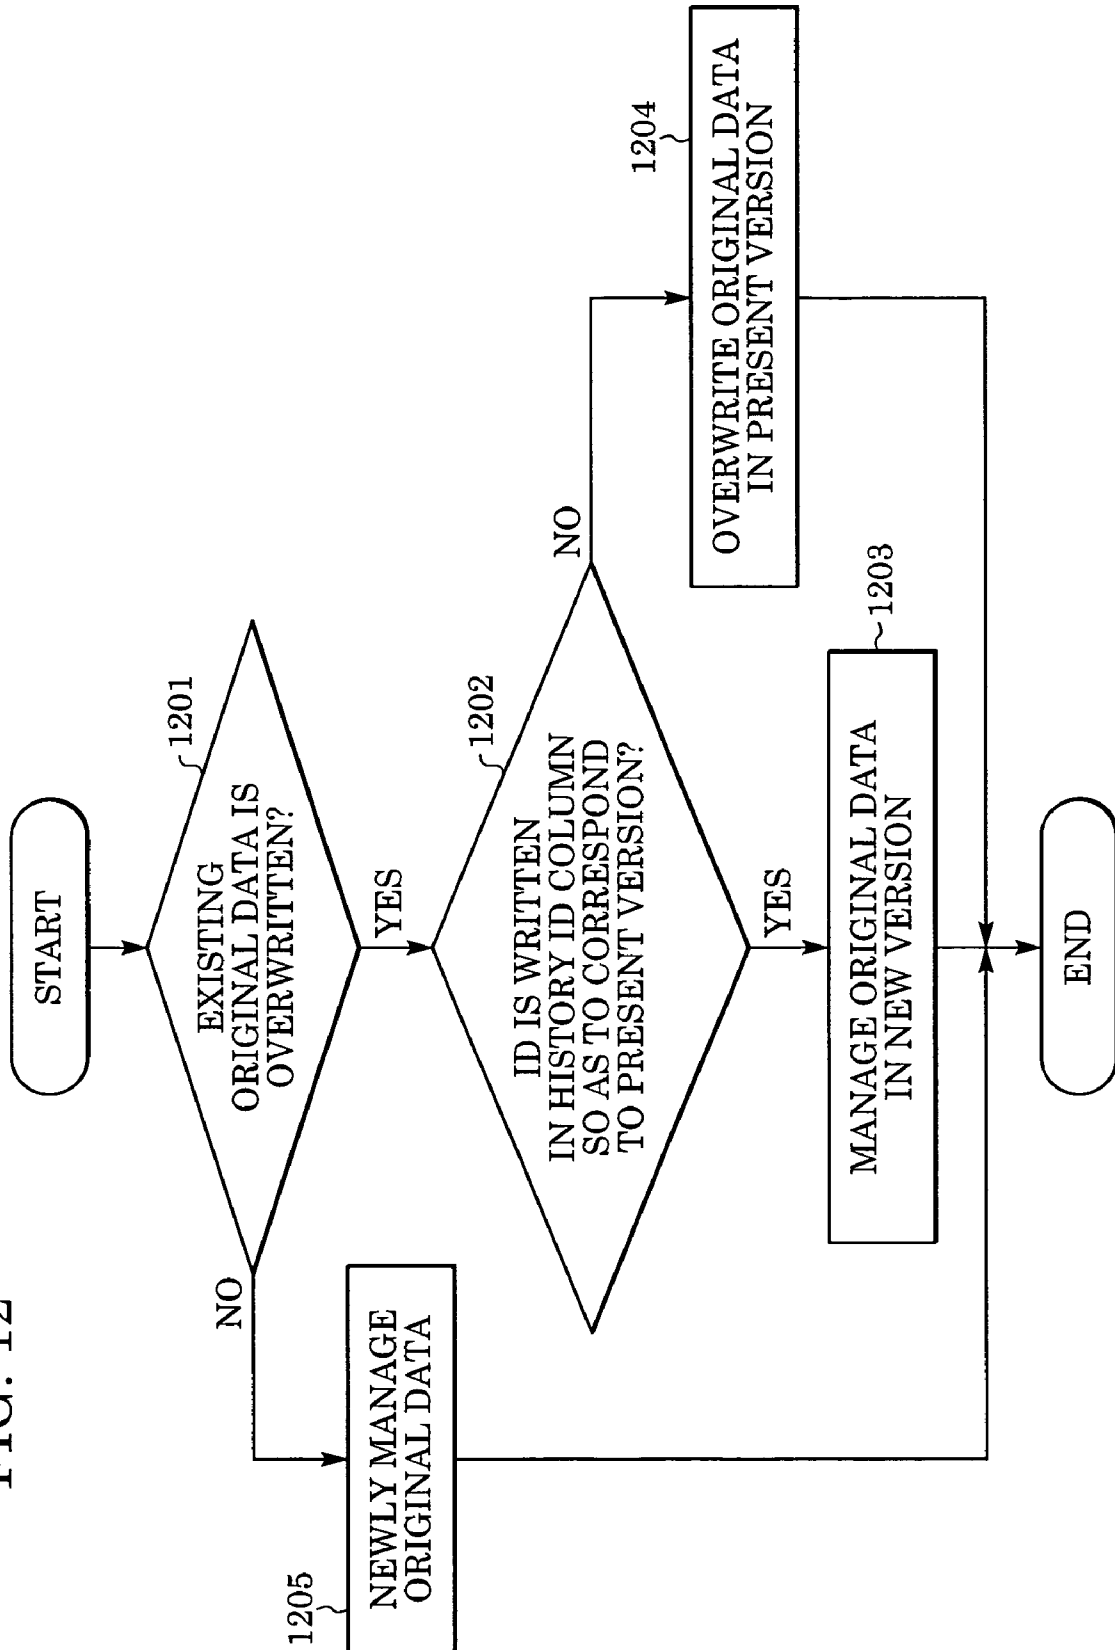 FIG. 12
START
1201
EXISTING
ORIGINAL DATA IS
OVERWRITTEN?
NO
YES
1205
NEWLY MANAGE
ORIGINAL DATA
1202
ID IS WRITTEN
IN HISTORY ID COLUMN
SO AS TO CORRESPOND
TO PRESENT VERSION?
NO
YES
1204
OVERWRITE ORIGINAL DATA
IN PRESENT VERSION
1203
MANAGE ORIGINAL DATA
IN NEW VERSION
END